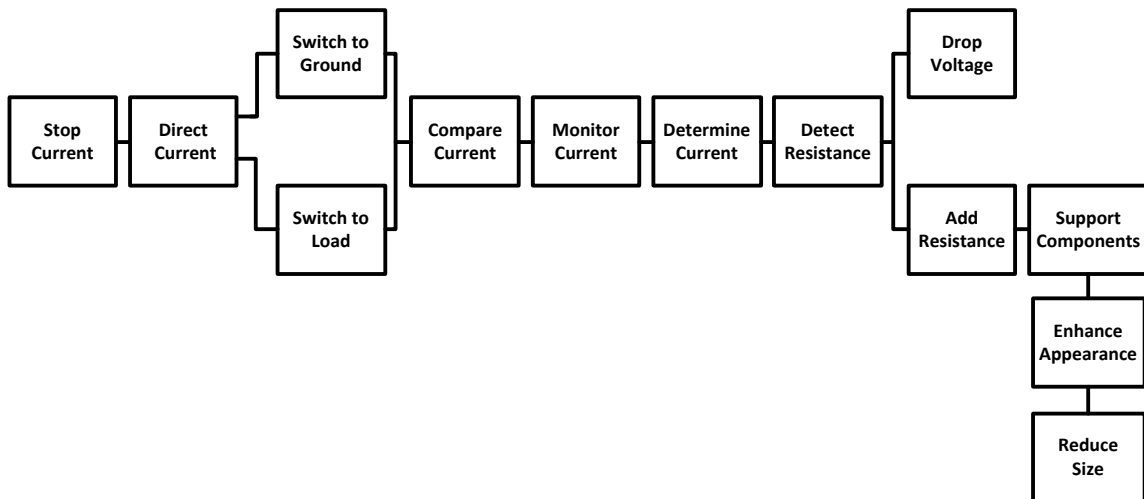 Stop
Current
Direct
Current
Switch to
Ground
Switch to
Load
Compare
Current
Monitor
Current
Determine
Current
Detect
Resistance
Drop
Voltage
Add
Resistance
Support
Components
Enhance
Appearance
Reduce
Size